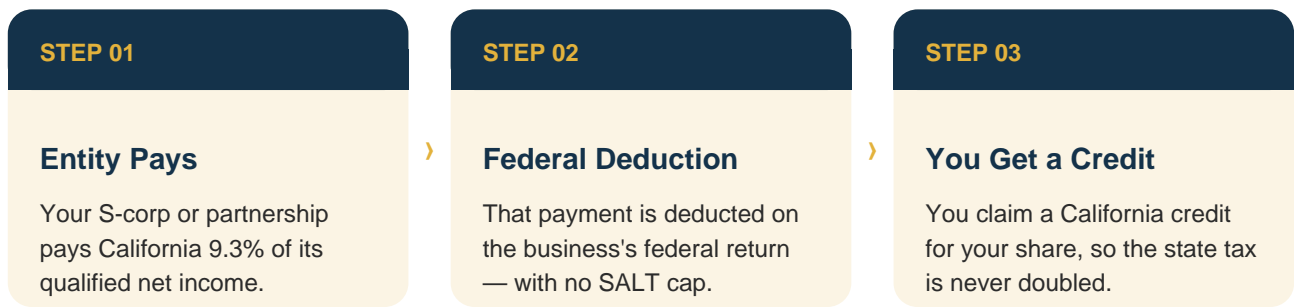 STEP 01
Entity Pays
Your S-corp or partnership
pays California 9.3% of its
qualified net income.
›
STEP 02
Federal Deduction
That payment is deducted on
the business's federal return
— with no SALT cap.
›
STEP 03
You Get a Credit
You claim a California credit
for your share, so the state tax
is never doubled.